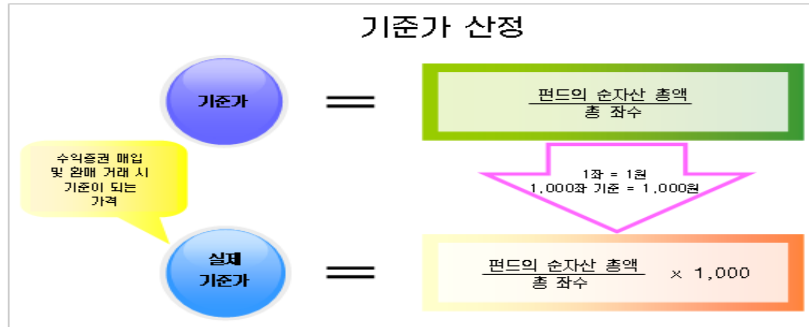 기준가 산정
기준가
=
펀드의 순자산 총액
총 좌수
수익증권 매입
및 환매 거래 시
기준이 되는
가격
1좌 = 1원
1,000좌 기준 = 1,000원
실제
기준가
=
펀드의 순자산 총액
총 좌수
× 1,000